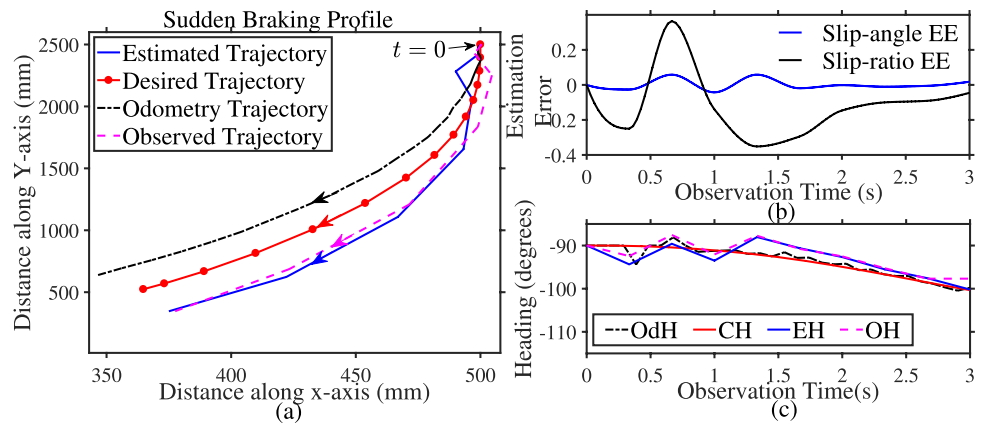 Sudden Braking Profile
2500
2000
1500
1000
500
350
400
450
500
Distance along Y-axis (mm)
Distance along x-axis (mm)
(a)
Estimated Trajectory
Desired Trajectory
Odometry Trajectory
Observed Trajectory
t = 0
0.2
0
-0.2
-0.4
0
0.5
1
1.5
2
2.5
3
Estimation
Error
Observation Time (s)
(b)
Slip-angle EE
Slip-ratio EE
-90
-100
-110
0
0.5
1
1.5
2
2.5
3
Heading (degrees)
OdH
CH
EH
OH
Observation Time(s)
(c)